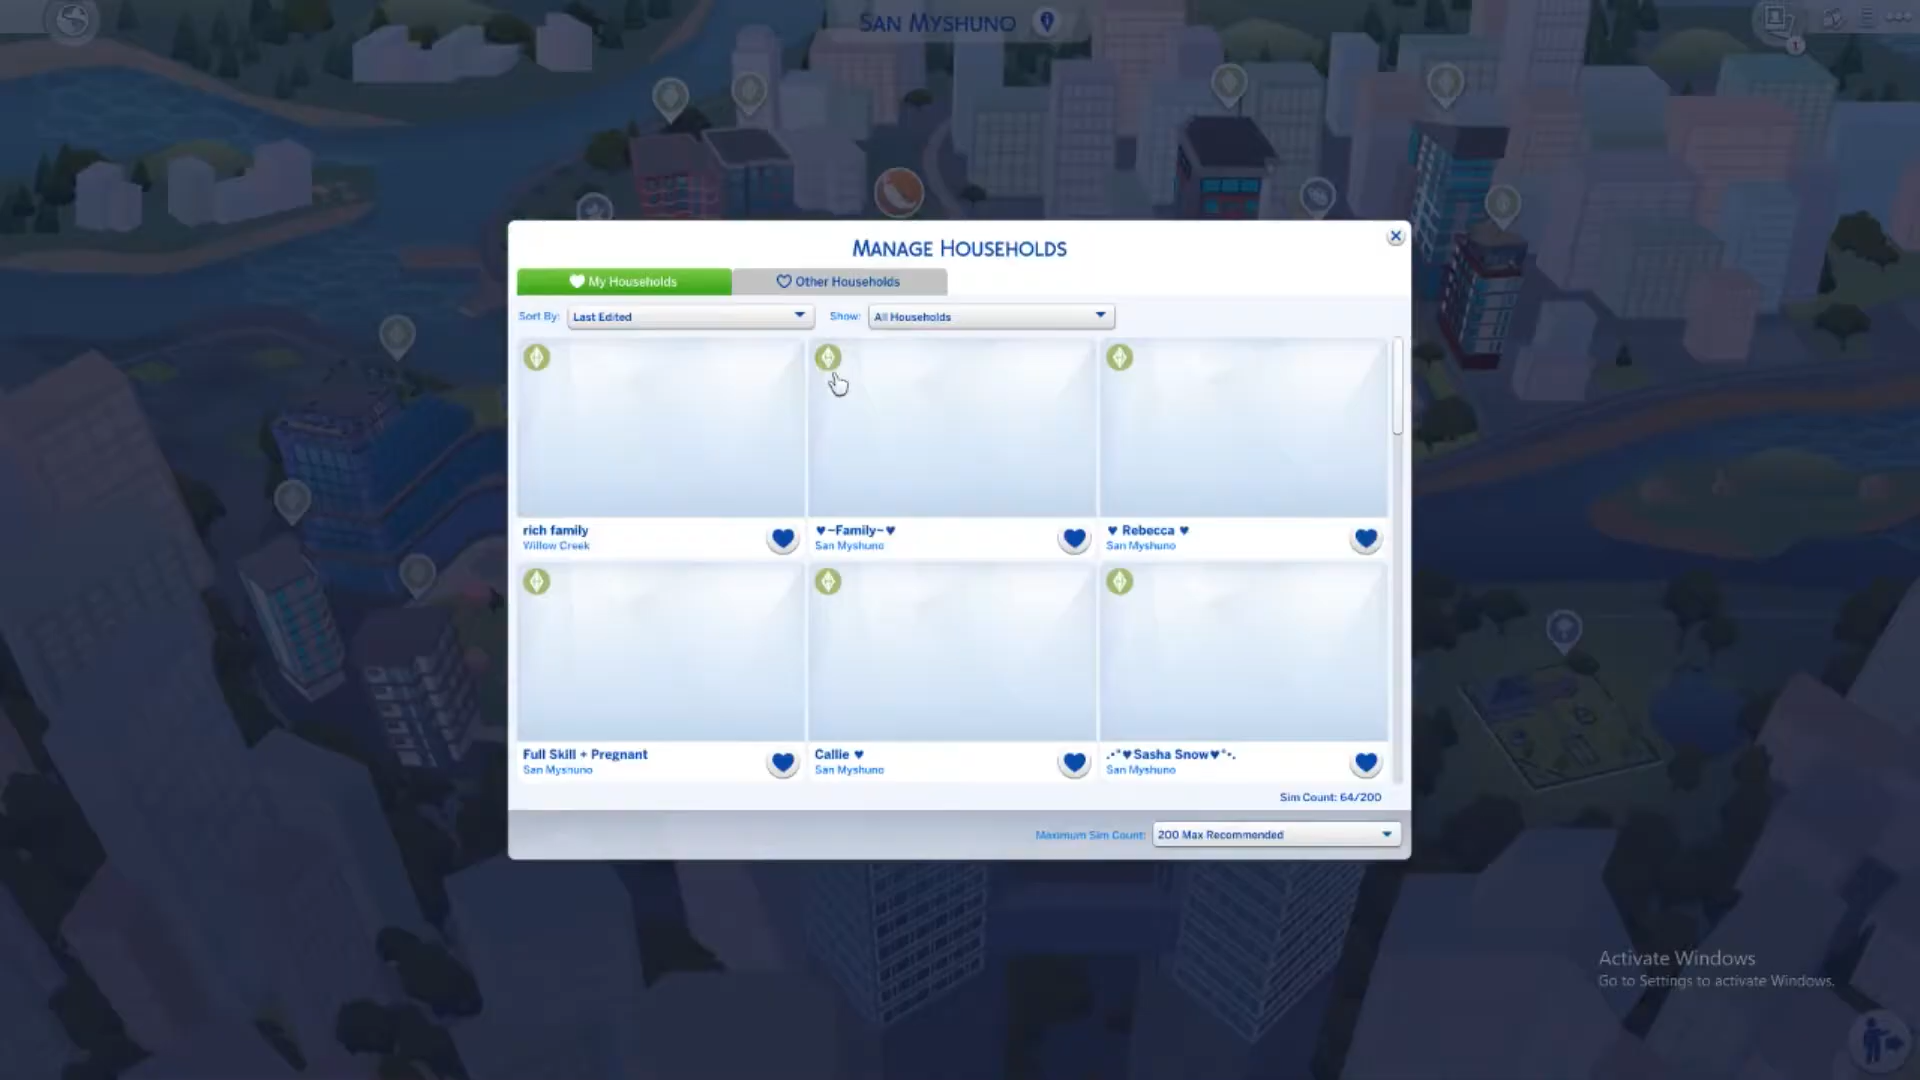 SAN MYSHUNO
1
MANAGE HOUSEHOLDS
My Households
Other Households
Sort By: Last Edited
Show: All Households
rich family
Willow Creek
♥~Family~♥
San Myshuno
♥ Rebecca ♥
San Myshuno
Full Skill + Pregnant
San Myshuno
Callie ♥
San Myshuno
.•°♥Sasha Snow♥°•.
San Myshuno
Sim Count: 64/200
Maximum Sim Count: 200 Max Recommended
Activate Windows
Go to Settings to activate Windows.